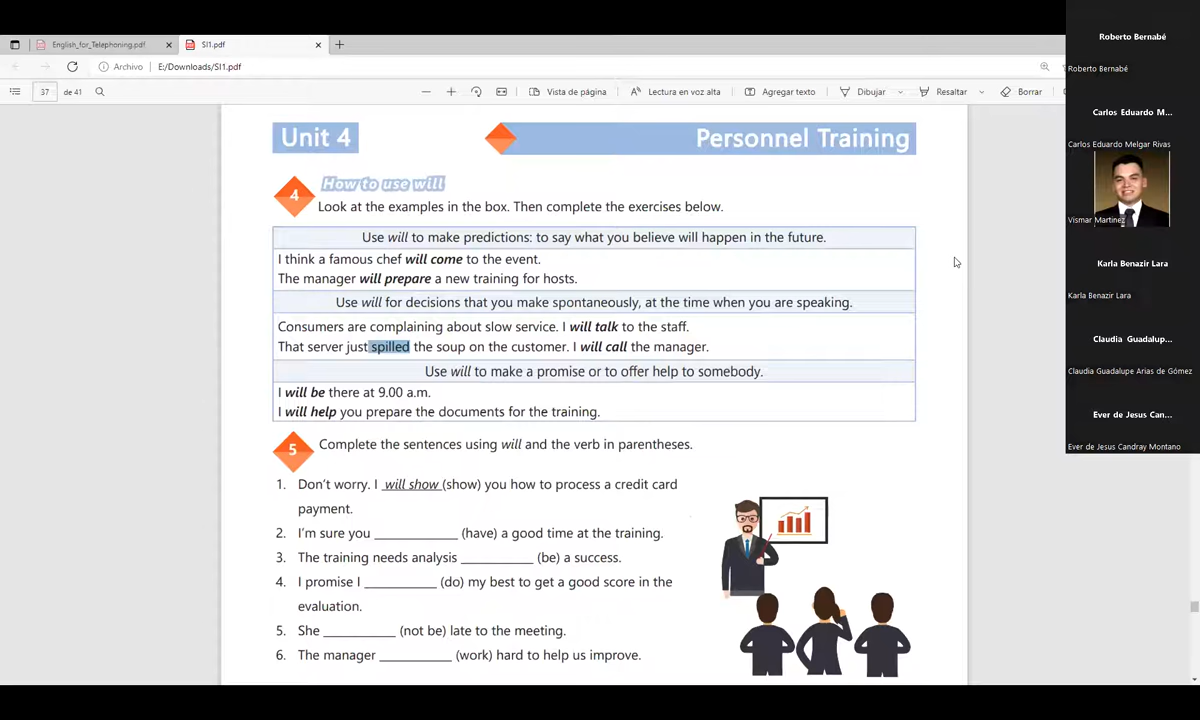 English_for_Telephoning.pdf
SI1.pdf
Archivo | E:/Downloads/SI1.pdf
37 de 41
Vista de página
Lectura en voz alta
Agregar texto
Dibujar
Resaltar
Borrar
Unit 4
Personnel Training
4
How to use will
Look at the examples in the box. Then complete the exercises below.
Use will to make predictions: to say what you believe will happen in the future.
I think a famous chef will come to the event.
The manager will prepare a new training for hosts.
Use will for decisions that you make spontaneously, at the time when you are speaking.
Consumers are complaining about slow service. I will talk to the staff.
That server just spilled the soup on the customer. I will call the manager.
Use will to make a promise or to offer help to somebody.
I will be there at 9.00 a.m.
I will help you prepare the documents for the training.
5
Complete the sentences using will and the verb in parentheses.
1. Don't worry. I will show (show) you how to process a credit card
payment.
2. I'm sure you ___________ (have) a good time at the training.
3. The training needs analysis __________ (be) a success.
4. I promise I __________ (do) my best to get a good score in the
evaluation.
5. She __________ (not be) late to the meeting.
6. The manager __________ (work) hard to help us improve.
Roberto Bernabé
Roberto Bernabé
Carlos Eduardo M...
Carlos Eduardo Melgar Rivas
Vismar Martinez
Karla Benazir Lara
Karla Benazir Lara
Claudia Guadalup...
Claudia Guadalupe Arias de Gómez
Ever de Jesus Can...
Ever de Jesus Candray Montano